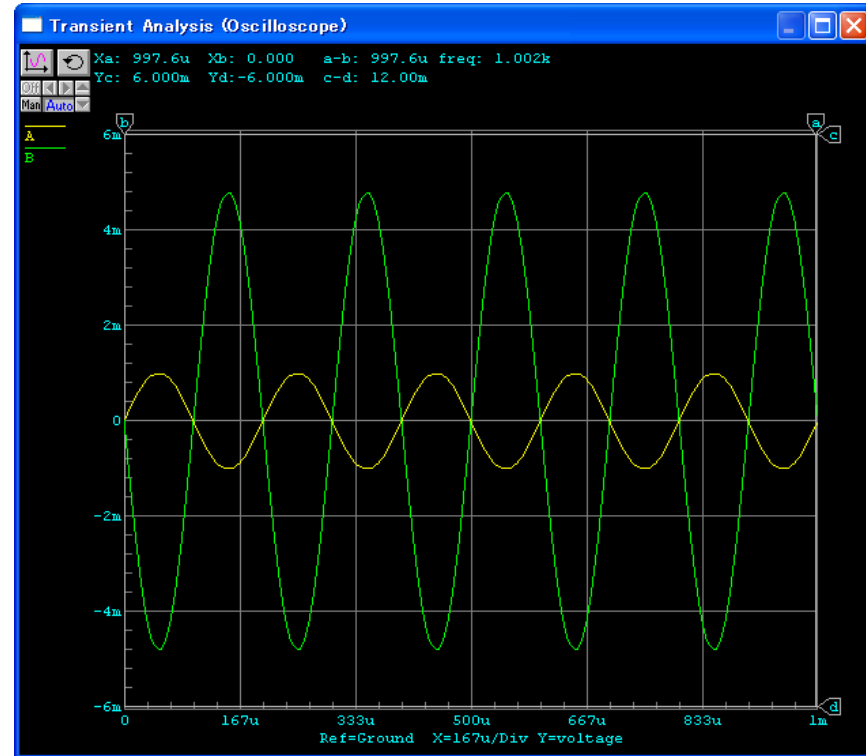 Transient Analysis (Oscilloscope)
Xa: 997.6u Xb: 0.000 a-b: 997.6u freq: 1.002k
Yc: 6.000m Yd:-6.000m c-d: 12.00m
Off
Man Auto
A
B
b
a
c
6m
4m
2m
0
-2m
-4m
-6m
d
0 167u 333u 500u 667u 833u 1m
Ref=Ground X=167u/Div Y=voltage